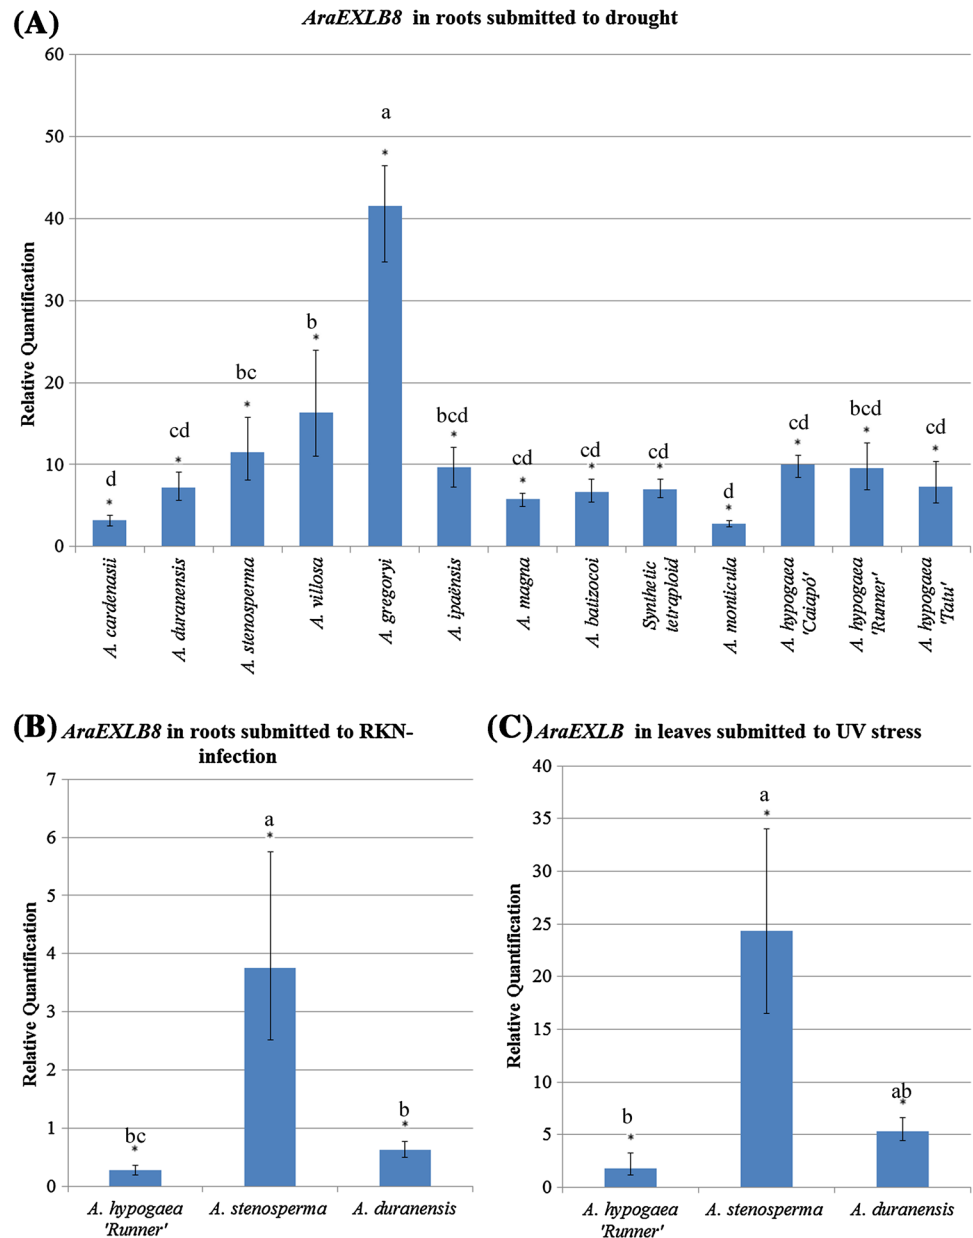 (A)
AraEXLB8 in roots submitted to drought
60
50
40
30
20
10
0
Relative Quantification
d
*
cd
*
bc
*
b
*
a
*
bcd
*
cd
*
cd
*
cd
*
d
*
cd
*
bcd
*
cd
*
A. cardenasii
A. duranensis
A. stenosperma
A. villosa
A. gregoryi
A. ipaënsis
A. magna
A. batizocoi
Synthetic
tetraploid
A. monticula
A. hypogaea
'Caiapó'
A. hypogaea
'Runner'
A. hypogaea
'Tatu'
(B)
AraEXLB8 in roots submitted to RKN-
infection
7
6
5
4
3
2
1
0
Relative Quantification
bc
*
a
*
b
*
A. hypogaea
'Runner'
A. stenosperma
A. duranensis
(C)
AraEXLB in leaves submitted to UV stress
40
35
30
25
20
15
10
5
0
Relative Quantification
b
*
a
*
ab
*
A. hypogaea
'Runner'
A. stenosperma
A. duranensis